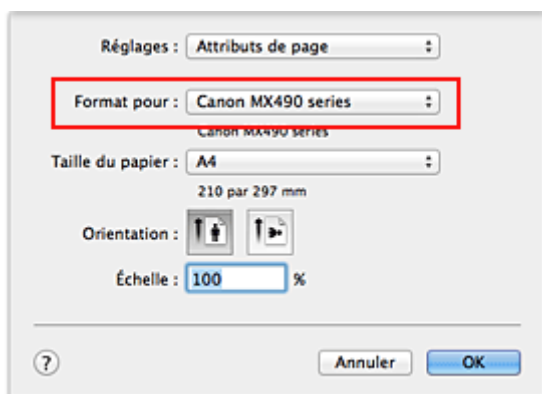 Réglages : Attributs de page
Format pour : Canon MX490 series
Canon MX490 series
Taille du papier : A4
210 par 297 mm
Orientation :
Échelle : 100 %
? Annuler OK